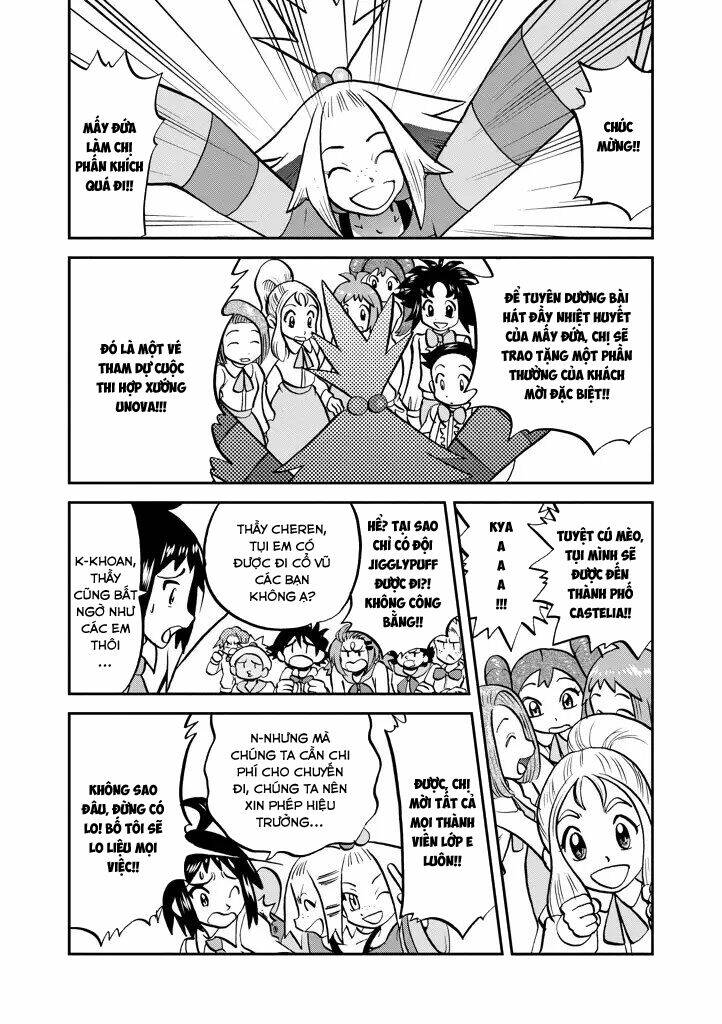 CHÚC
MỪNG!!
MẤY ĐỨA
LÀM CHỊ
PHẤN KHÍCH
QUÁ ĐI!!
ĐỂ TUYÊN DƯƠNG BÀI
HÁT ĐẦY NHIỆT HUYẾT
CỦA MẤY ĐỨA, CHỊ SẼ
TRAO TẶNG MỘT PHẦN
THƯỞNG CỦA KHÁCH
MỜI ĐẶC BIỆT!!
ĐÓ LÀ MỘT VÉ
THAM DỰ CUỘC
THI HỢP XƯỚNG
UNOVA!!!
TUYỆT CÚ MÈO,
TỤI MÌNH SẼ
ĐƯỢC ĐẾN
THÀNH PHỐ
CASTELIA!!
KYA
A
A
A
!!!
HỂ? TẠI SAO
CHỈ CÓ ĐỘI
JIGGLYPUFF
ĐƯỢC ĐI?!
KHÔNG CÔNG
BẰNG!!
THẦY CHEREN,
TỤI EM CÓ
ĐƯỢC ĐI CỔ VŨ
CÁC BẠN
KHÔNG Ạ?
K-KHOAN,
THẦY
CŨNG BẤT
NGỜ NHƯ
CÁC EM
THÔI
...
ĐƯỢC, CHỊ
MỜI TẤT CẢ
MỌI THÀNH
VIÊN LỚP E
LUÔN!!
N-NHƯNG MÀ
CHÚNG TA CẦN CHI
PHÍ CHO CHUYẾN
ĐI, CHÚNG TA NÊN
XIN PHÉP HIỆU
TRƯỞNG...
KHÔNG SAO
ĐÂU, ĐỪNG CÓ
LO! BỐ TÔI SẼ
LO LIỆU MỌI
VIỆC!!